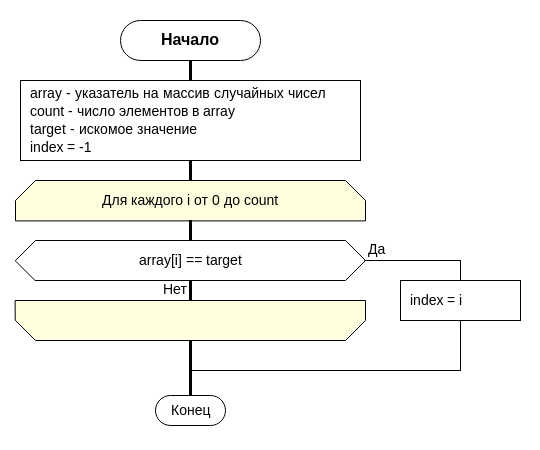 Начало
array - указатель на массив случайных чисел
count - число элементов в array
target - искомое значение
index = -1
Для каждого i от 0 до count
array[i] == target
Да
Нет
index = i
Конец